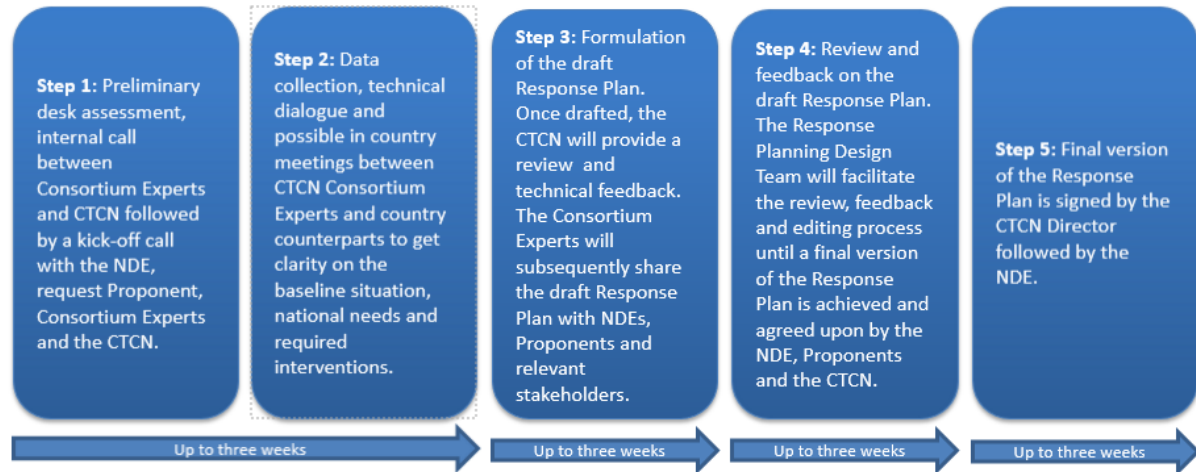 Step 1: Preliminary
desk assessment,
internal call
between
Consortium Experts
and CTCN followed
by a kick-off call
with the NDE,
request Proponent,
Consortium Experts
and the CTCN.
Step 2: Data
collection, technical
dialogue and
possible in country
meetings between
CTCN Consortium
Experts and country
counterparts to get
clarity on the
baseline situation,
national needs and
required
interventions.
Step 3: Formulation
of the draft
Response Plan.
Once drafted, the
CTCN will provide a
review and
technical feedback.
The Consortium
Experts will
subsequently share
the draft Response
Plan with NDEs,
Proponents and
relevant
stakeholders.
Step 4: Review and
feedback on the
draft Response Plan.
The Response
Planning Design
Team will facilitate
the review, feedback
and editing process
until a final version
of the Response
Plan is achieved and
agreed upon by the
NDE, Proponents
and the CTCN.
Step 5: Final version
of the Response
Plan is signed by the
CTCN Director
followed by the
NDE.
Up to three weeks
Up to three weeks
Up to three weeks
Up to three weeks